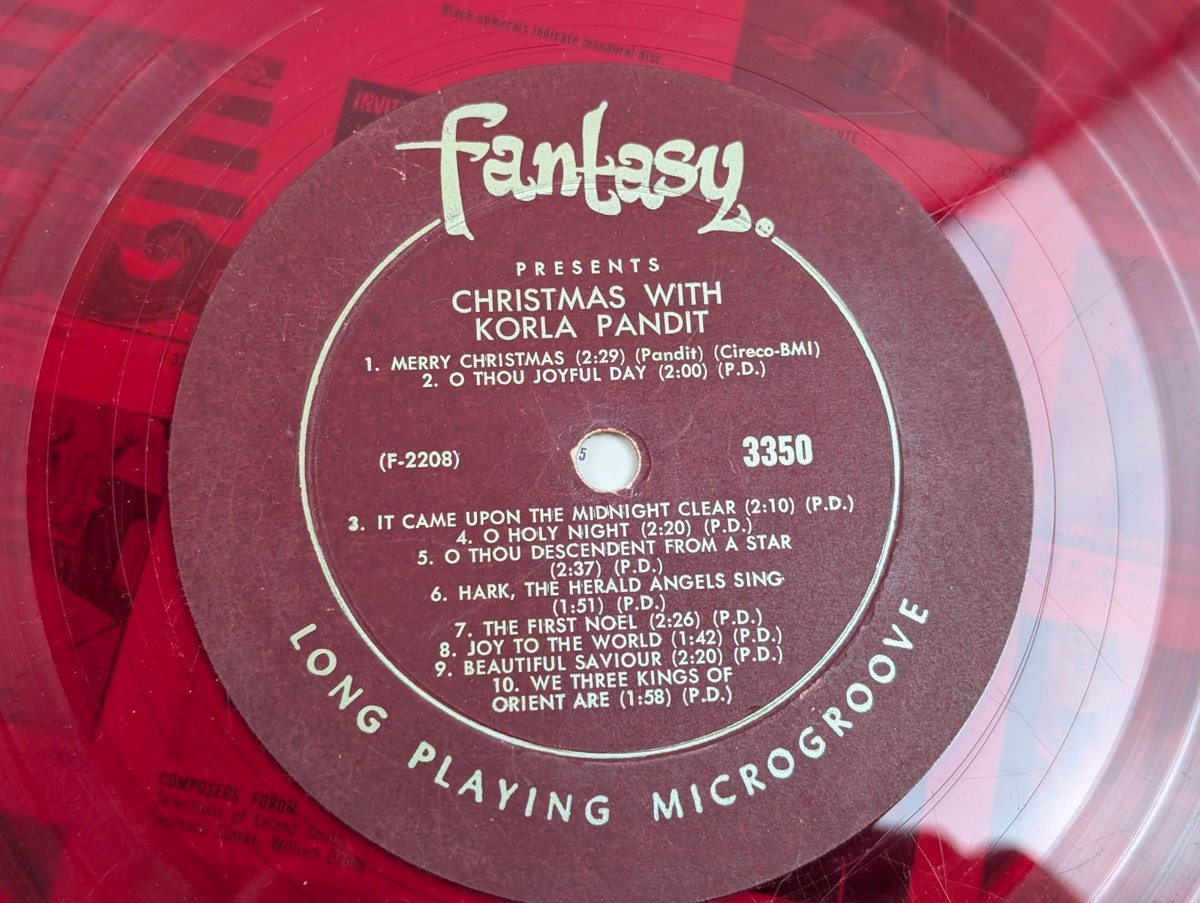 Black numerals indicate monaural disc.
fantasy
PRESENTS
CHRISTMAS WITH
KORLA PANDIT
1. MERRY CHRISTMAS (2:29) (Pandit) (Cireco-BMI)
2. O THOU JOYFUL DAY (2:00) (P.D.)
(F-2208)
5
3350
3. IT CAME UPON THE MIDNIGHT CLEAR (2:10) (P.D.)
4. O HOLY NIGHT (2:20) (P.D.)
5. O THOU DESCENDENT FROM A STAR
(2:37) (P.D.)
6. HARK, THE HERALD ANGELS SING
(1:51) (P.D.)
7. THE FIRST NOEL (2:26) (P.D.)
8. JOY TO THE WORLD (1:42) (P.D.)
9. BEAUTIFUL SAVIOUR (2:20) (P.D.)
10. WE THREE KINGS OF
ORIENT ARE (1:58) (P.D.)
LONG PLAYING MICROGROOVE
COMPOSERS FORUM
Selections of Leland Smith,
William Denny